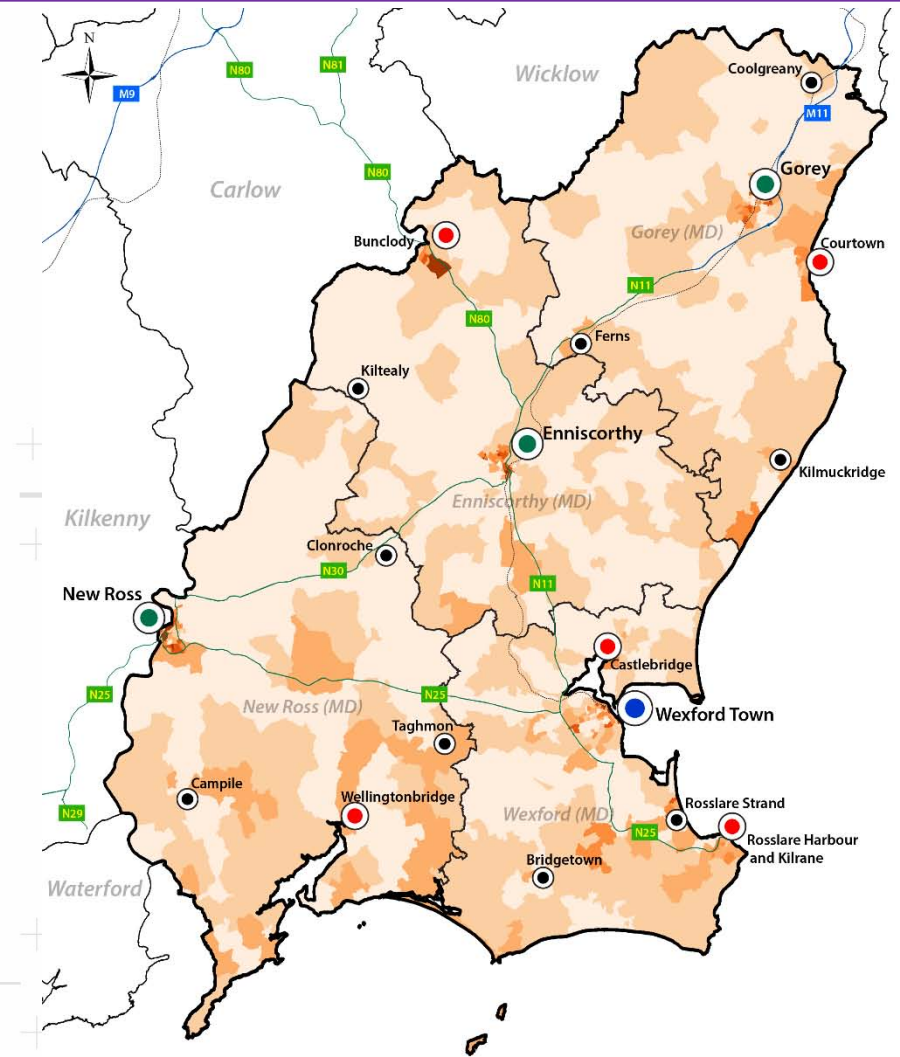 N
Wicklow
Coolgreany
N80
N81
M9
M11
N80
Gorey
Carlow
Gorey (MD)
Bunclody
Courtown
N11
N80
Ferns
Kiltealy
Enniscorthy
Kilmuckridge
Enniscorthy (MD)
Kilkenny
Clonroche
N30
N11
New Ross
Castlebridge
N25
N25
New Ross (MD)
Wexford Town
Taghmon
Campile
Wellingtonbridge
Rosslare Strand
N29
Wexford (MD)
N25
Rosslare Harbour
and Kilrane
Bridgetown
Waterford